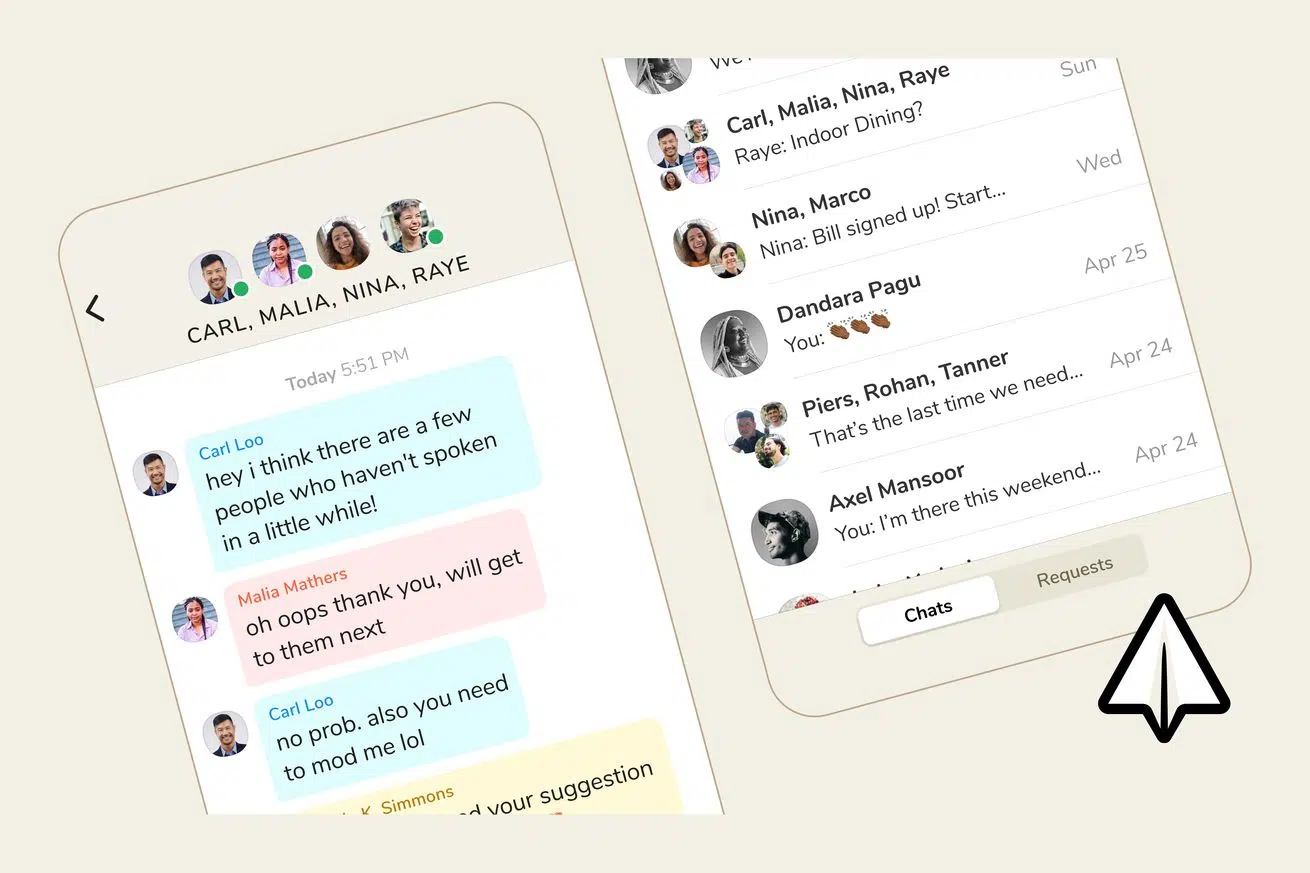 CARL, MALIA, NINA, RAYE
Today 5:51 PM
Carl Loo
hey i think there are a few
people who haven't spoken
in a little while!
Malia Mathers
oh oops thank you, will get
to them next
Carl Loo
no prob. also you need
to mod me lol
K. Simmons
your suggestion
Carl, Malia, Nina, Raye
Sun
Raye: Indoor Dining?
Nina, Marco
Wed
Nina: Bill signed up! Start...
Dandara Pagu
Apr 25
You: 👏🏾👏🏾👏🏾
Piers, Rohan, Tanner
Apr 24
That's the last time we need...
Axel Mansoor
Apr 24
You: I'm there this weekend...
Chats
Requests